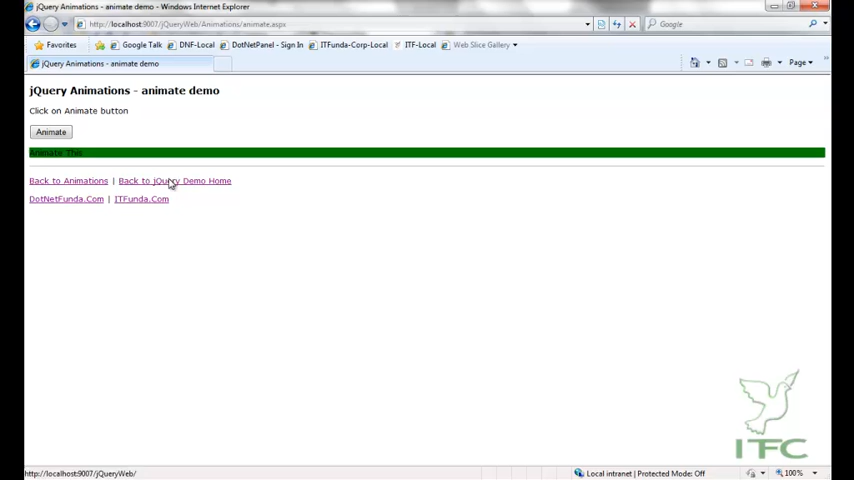 jQuery Animations - animate demo - Windows Internet Explorer
http://localhost:9007/jQueryWeb/Animations/animate.aspx
Google
Favorites Google Talk DNF-Local DotNetPanel - Sign In ITFunda-Corp-Local ITF-Local Web Slice Gallery
jQuery Animations - animate demo
Page
jQuery Animations - animate demo
Click on Animate button
Animate
Animate This
Back to Animations | Back to jQuery Demo Home
DotNetFunda.Com | ITFunda.Com
ITFC
http://localhost:9007/jQueryWeb/
Local intranet | Protected Mode: Off
100%